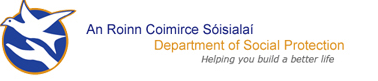 An Roinn Coimirce Sóisialaí
Department of Social Protection
Helping you build a better life